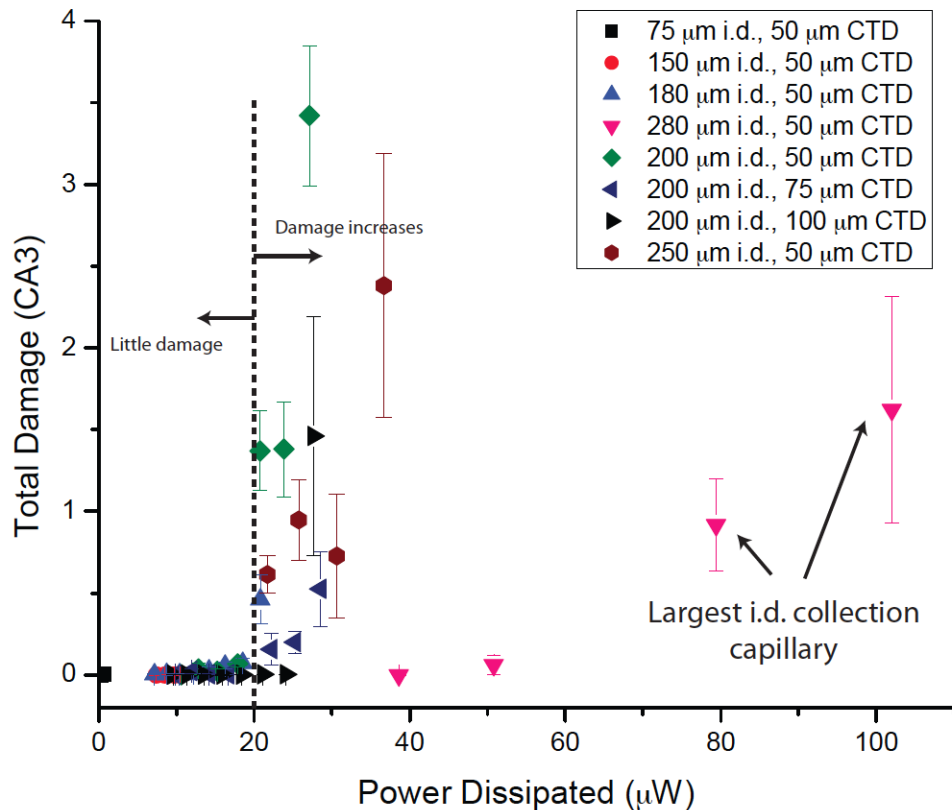 4
3
2
1
0
0
20
40
60
80
100
Total Damage (CA3)
Power Dissipated (μW)
75 μm i.d., 50 μm CTD
150 μm i.d., 50 μm CTD
180 μm i.d., 50 μm CTD
280 μm i.d., 50 μm CTD
200 μm i.d., 50 μm CTD
200 μm i.d., 75 μm CTD
200 μm i.d., 100 μm CTD
250 μm i.d., 50 μm CTD
Damage increases
Little damage
Largest i.d. collection
capillary